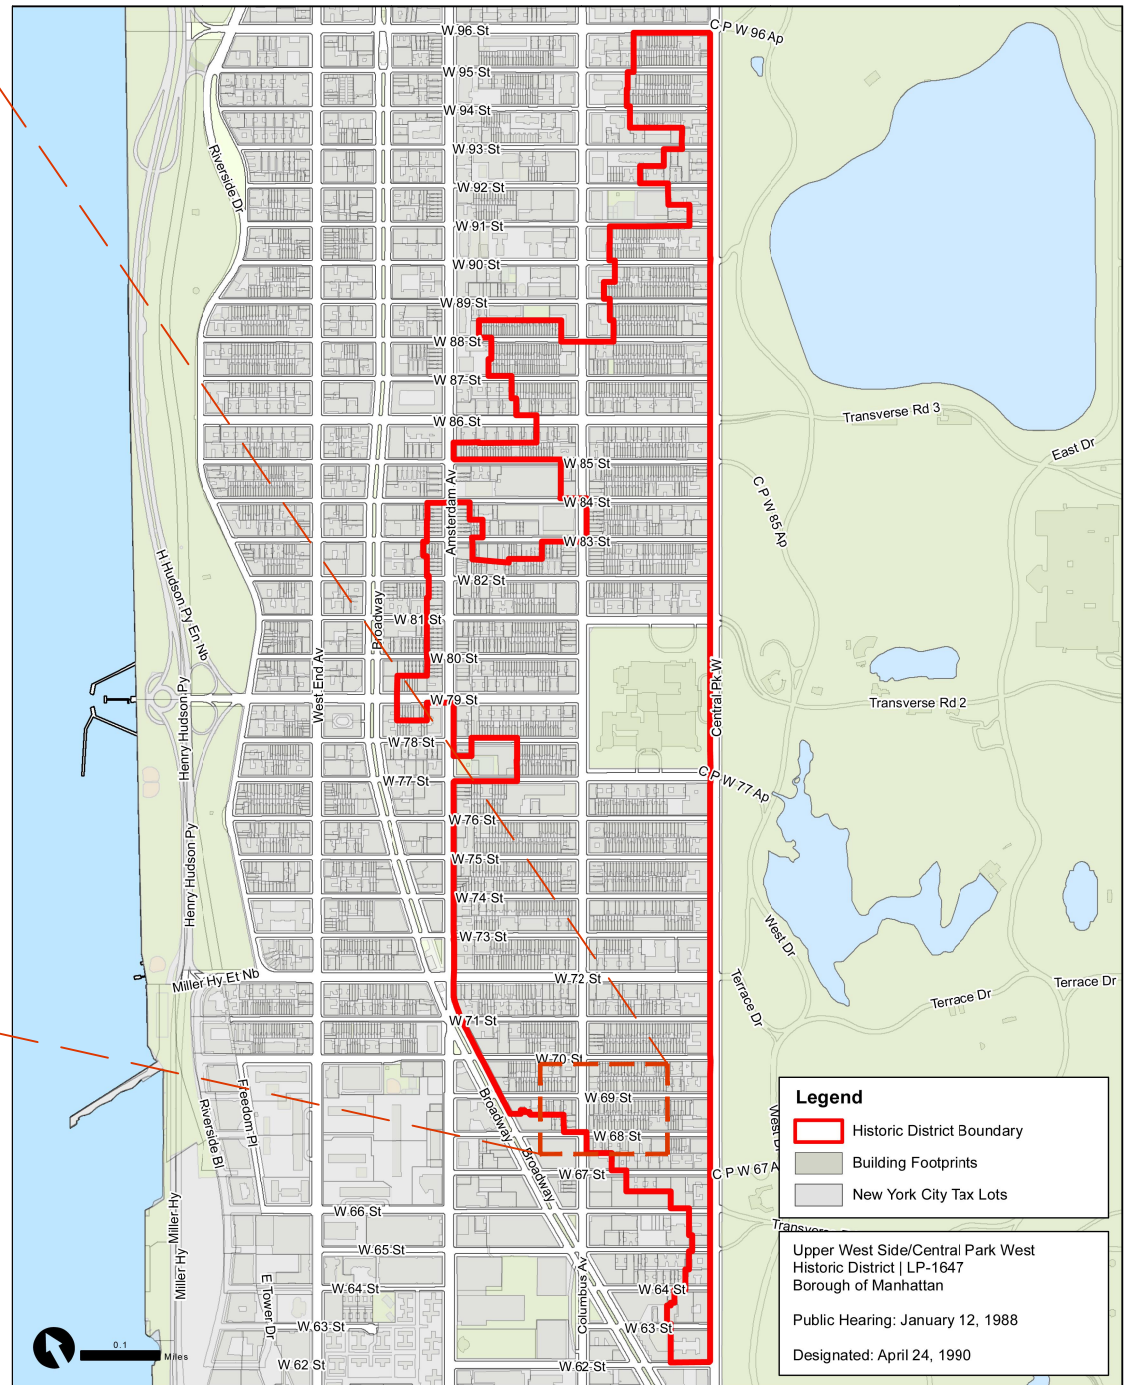 W 96 St
C P W 96 Ap
W 95 St
W 94 St
W 93 St
Riverside Dr
W 92 St
W 91 St
W 90 St
W 89 St
W 88 St
W 87 St
W 86 St
Transverse Rd 3
East Dr
W 85 St
Amsterdam Av
C P W 85 Ap
W 84 St
W 83 St
H Hudson Py En Nb
W 82 St
Broadway
W 81 St
W 80 St
West End Av
Central Pk W
Henry Hudson Py
W 79 St
Transverse Rd 2
W 78 St
W 77 St
C P W 77 Ap
W 76 St
Henry Hudson Py
W 75 St
W 74 St
W 73 St
West Dr
Miller Hy Et Nb
W 72 St
Terrace Dr
Terrace Dr
Terrace Dr
W 71 St
W 70 St
W 69 St
Freedom Pl
Riverside Bl
Broadway
West D
W 68 St
Broadway
W 67 St
C P W 67 A
Miller Hy
W 66 St
Transv
W 65 St
Miller Hy
E Tower Dr
W 64 St
W 64 St
Columbus Av
W 63 St
W 63 St
W 62 St
W 62 St
0.1
Miles
Legend
Historic District Boundary
Building Footprints
New York City Tax Lots
Upper West Side/Central Park West
Historic District | LP-1647
Borough of Manhattan
Public Hearing: January 12, 1988
Designated: April 24, 1990